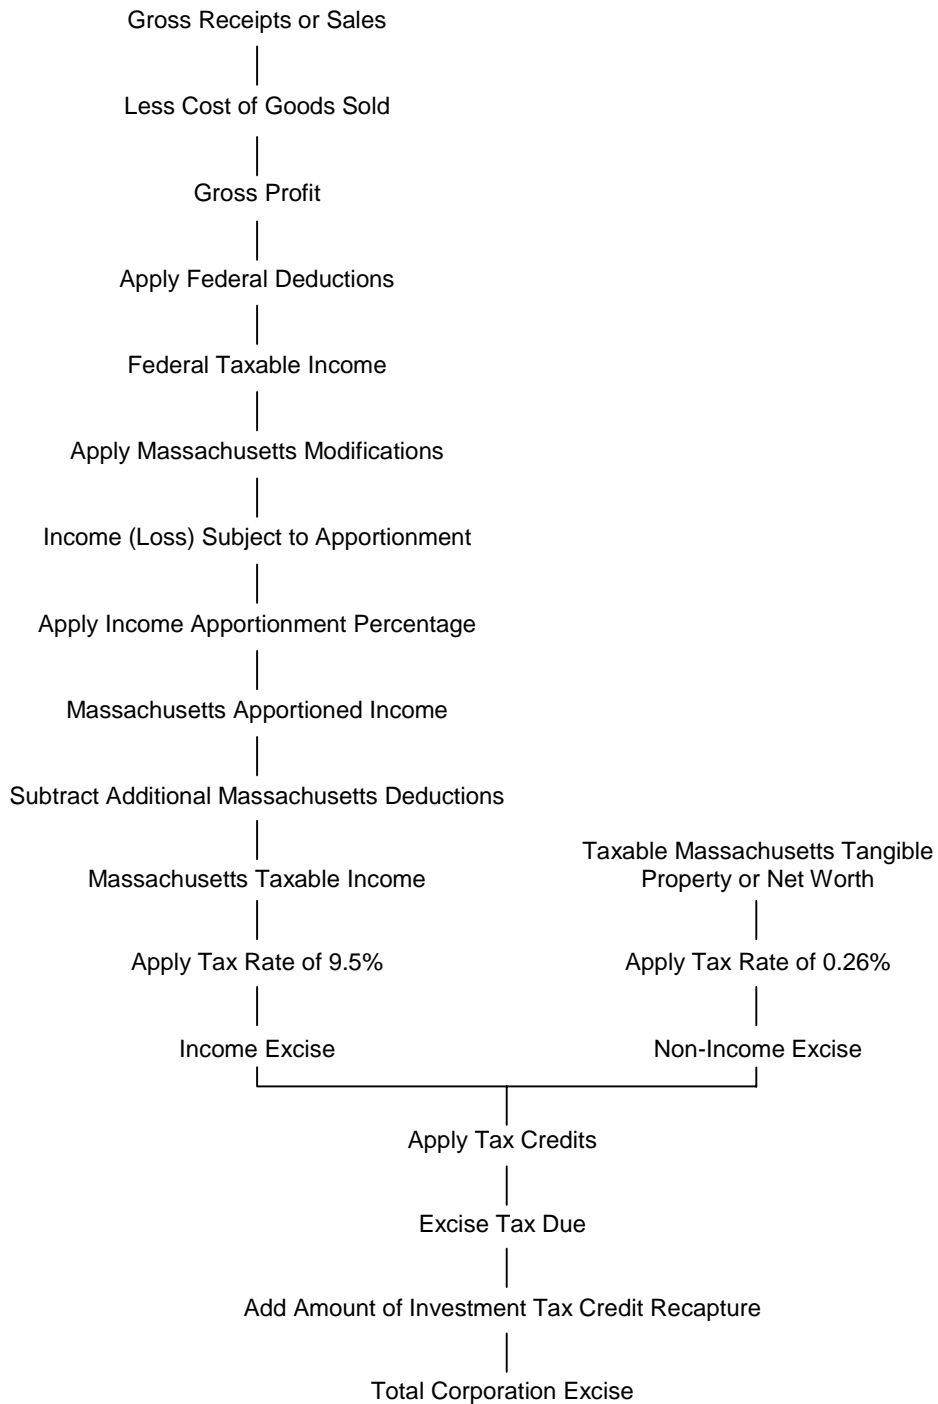 Gross Receipts or Sales
Less Cost of Goods Sold
Gross Profit
Apply Federal Deductions
Federal Taxable Income
Apply Massachusetts Modifications
Income (Loss) Subject to Apportionment
Apply Income Apportionment Percentage
Massachusetts Apportioned Income
Subtract Additional Massachusetts Deductions
Massachusetts Taxable Income
Apply Tax Rate of 9.5%
Income Excise
Taxable Massachusetts Tangible
Property or Net Worth
Apply Tax Rate of 0.26%
Non-Income Excise
Apply Tax Credits
Excise Tax Due
Add Amount of Investment Tax Credit Recapture
Total Corporation Excise